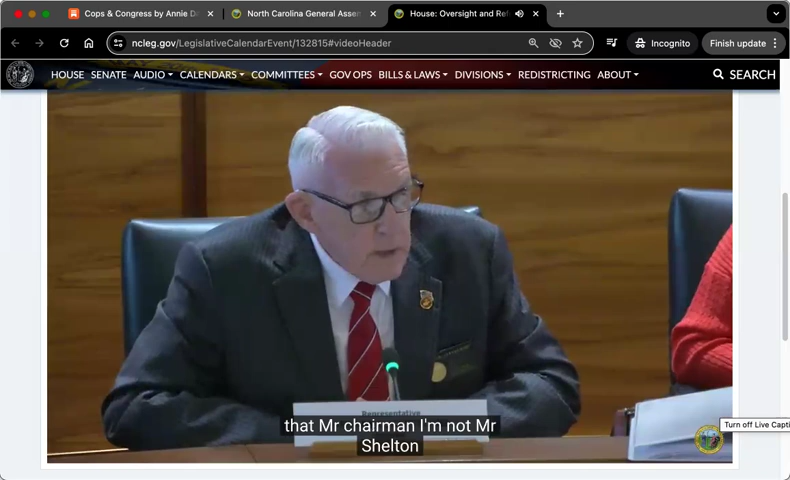 Cops & Congress by Annie D
North Carolina General Assem
House: Oversight and Ref
ncleg.gov/LegislativeCalendarEvent/132815#videoHeader
Incognito
Finish update
HOUSE SENATE AUDIO CALENDARS COMMITTEES GOV OPS BILLS & LAWS DIVISIONS REDISTRICTING ABOUT SEARCH
Representative
that Mr chairman I'm not Mr
Shelton
Turn off Live Capti